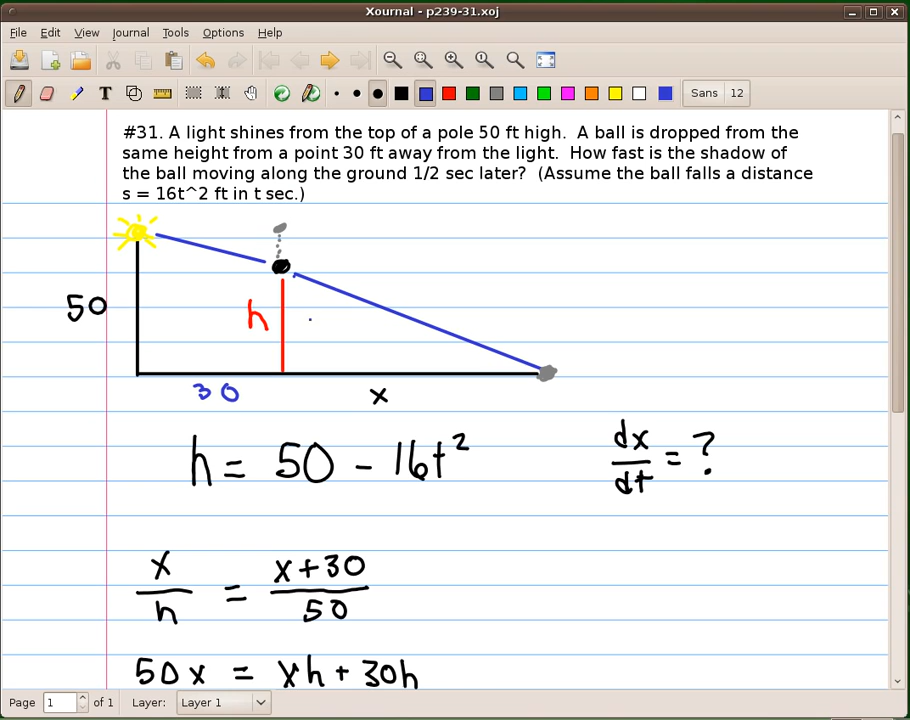 Xournal - p239-31.xoj
File Edit View Journal Tools Options Help
Sans 12
#31. A light shines from the top of a pole 50 ft high. A ball is dropped from the
same height from a point 30 ft away from the light. How fast is the shadow of
the ball moving along the ground 1/2 sec later? (Assume the ball falls a distance
s = 16t^2 ft in t sec.)
50
h
30 x
h = 50 - 16t²
dx/dt = ?
x/h = x+30/50
50x = xh + 30h
Page 1 of 1 Layer: Layer 1